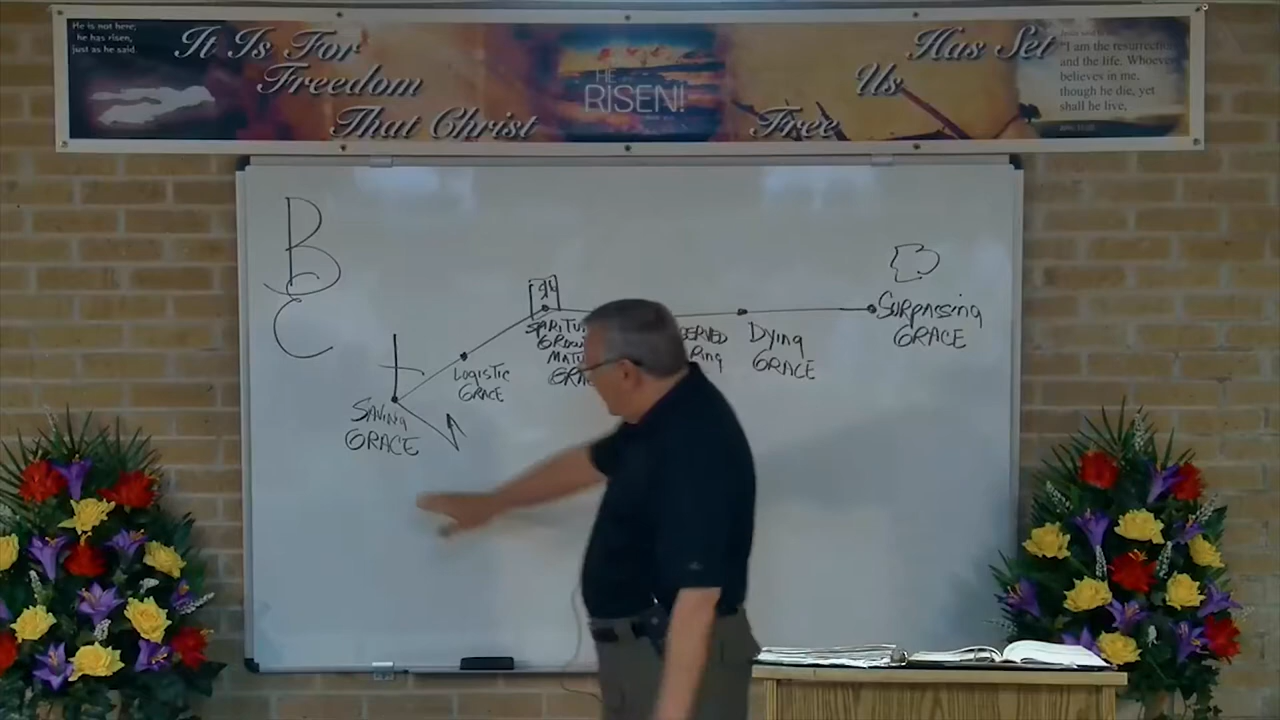 He is not here;
he has risen,
just as he said.
It Is For
Freedom
That Christ
HE
RISEN!
Has Set
Us
Free
"I am the resurrection
and the life. Whoever
believes in me,
though he die, yet
shall he live,
B
C
SAVING
GRACE
Logistic
GRACE
Dying
GRACE
SURPASSING
GRACE